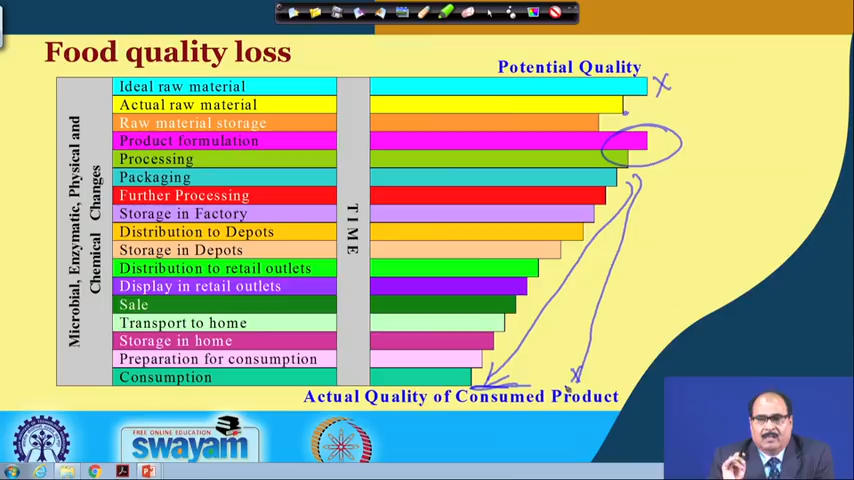 Food quality loss
Potential Quality
Microbial, Enzymatic, Physical and
Chemical Changes
Ideal raw material
Actual raw material
Raw material storage
Product formulation
Processing
Packaging
Further Processing
Storage in Factory
Distribution to Depots
Storage in Depots
Distribution to retail outlets
Display in retail outlets
Sale
Transport to home
Storage in home
Preparation for consumption
Consumption
TIME
Actual Quality of Consumed Product
FREE ONLINE EDUCATION
swayam